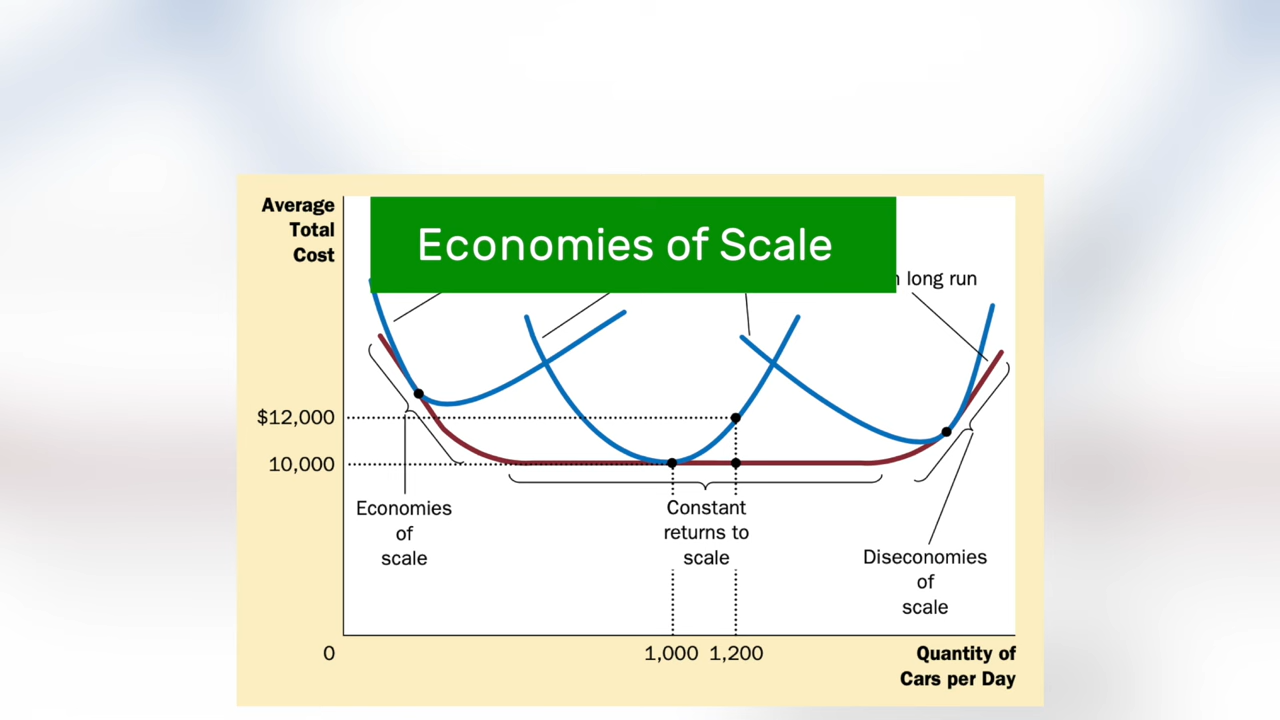 Average
Total
Cost
Economies of Scale
long run
$12,000
10,000
Economies
of
scale
Constant
returns to
scale
Diseconomies
of
scale
0
1,000
1,200
Quantity of
Cars per Day